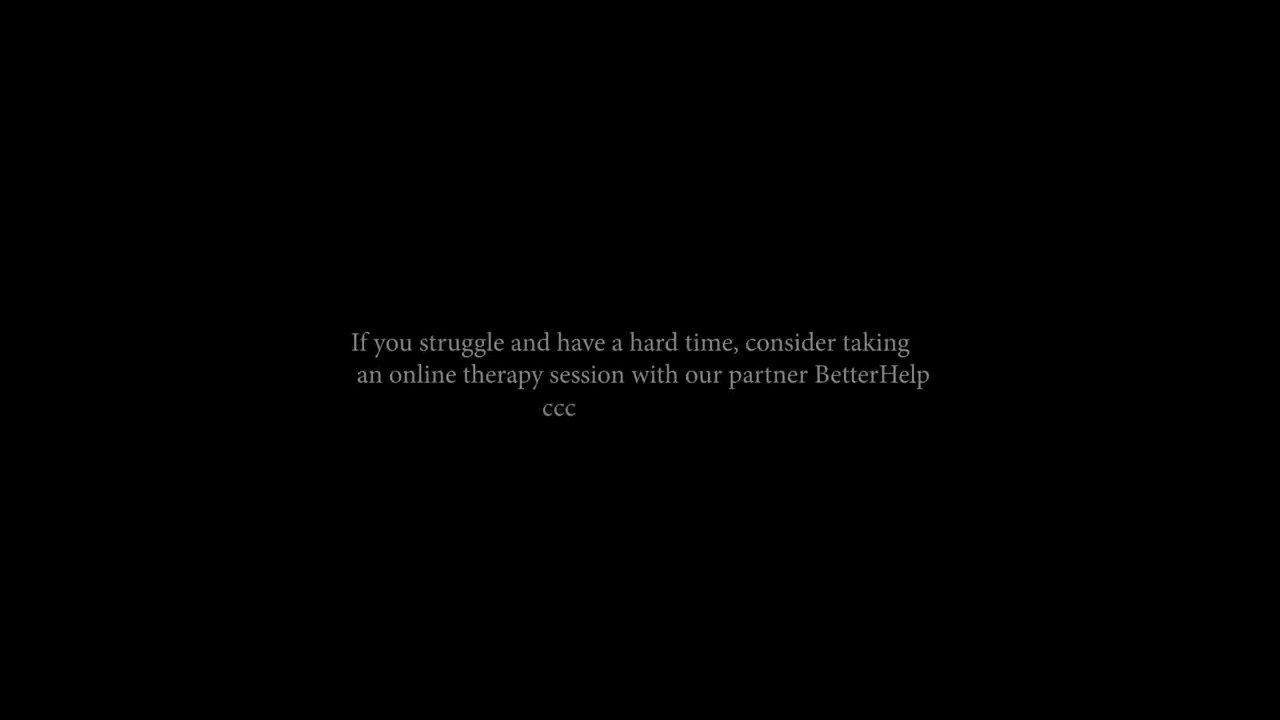 If you struggle and have a hard time, consider taking
an online therapy session with our partner BetterHelp
ccc